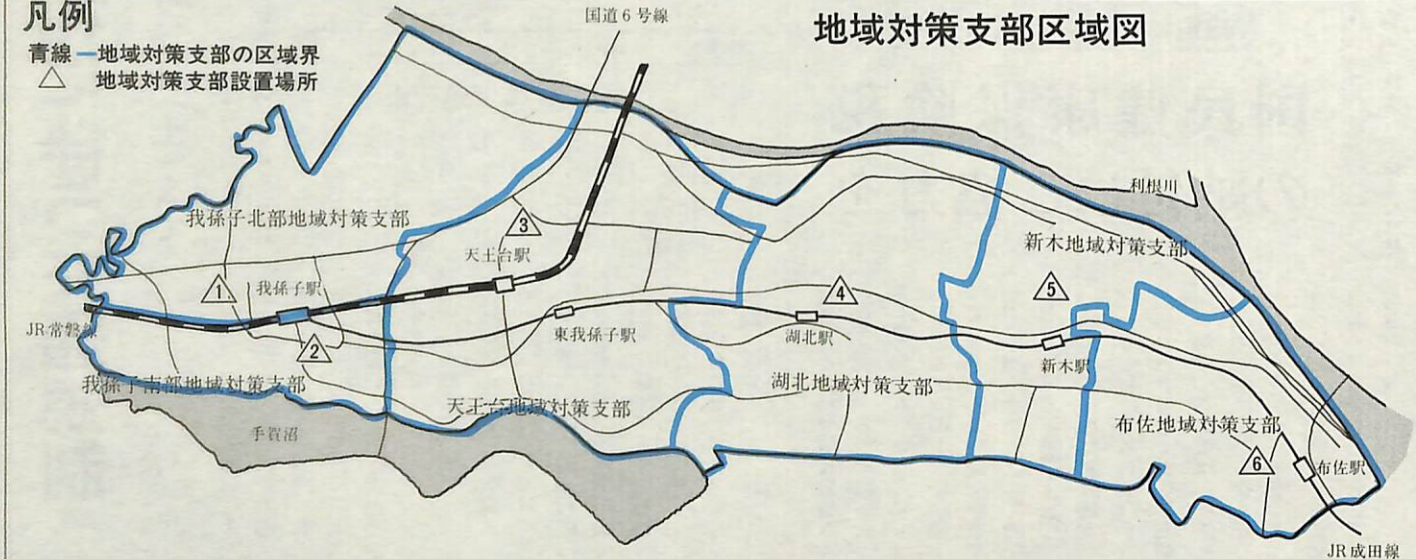 凡例
青線 ─ 地域対策支部の区域界
△ 地域対策支部設置場所
地域対策支部区域図
国道6号線
利根川
我孫子北部地域対策支部
3
天王台駅
新木地域対策支部
1
我孫子駅
4
5
JR常磐線
2
東我孫子駅
湖北駅
新木駅
我孫子南部地域対策支部
天王台地域対策支部
湖北地域対策支部
手賀沼
布佐地域対策支部
6
布佐駅
JR成田線